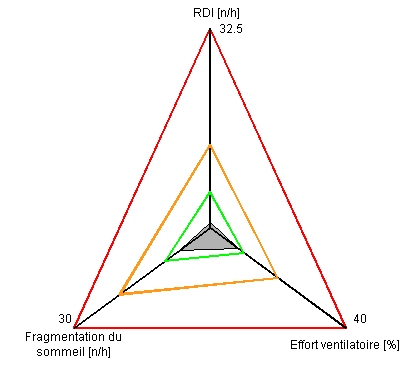 RDI [n/h]
32.5
30
40
Fragmentation du
sommeil [n/h]
Effort ventilatoire [%]